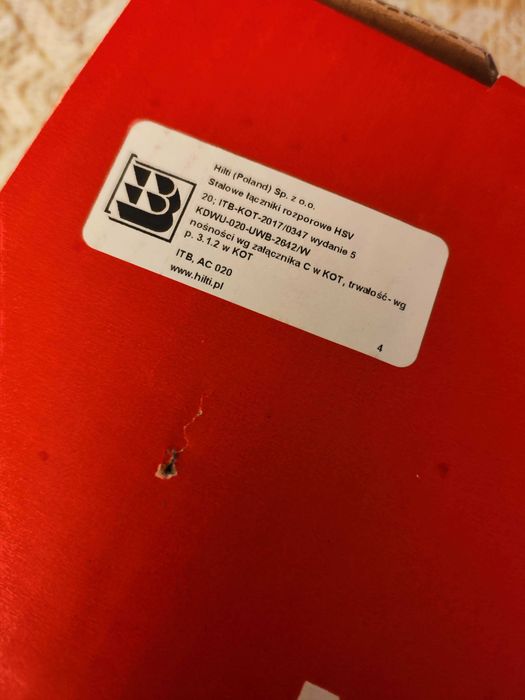 Hilti (Poland) Sp. z o.o.
Stalowe łączniki rozporowe HSV
20; ITB-KOT-2017/0347 wydanie 5
KDWU-020-UWB-2642/W
nośności wg załącznika C w KOT, trwałość- wg
p. 3.1.2 w KOT
ITB, AC 020
www.hilti.pl
4